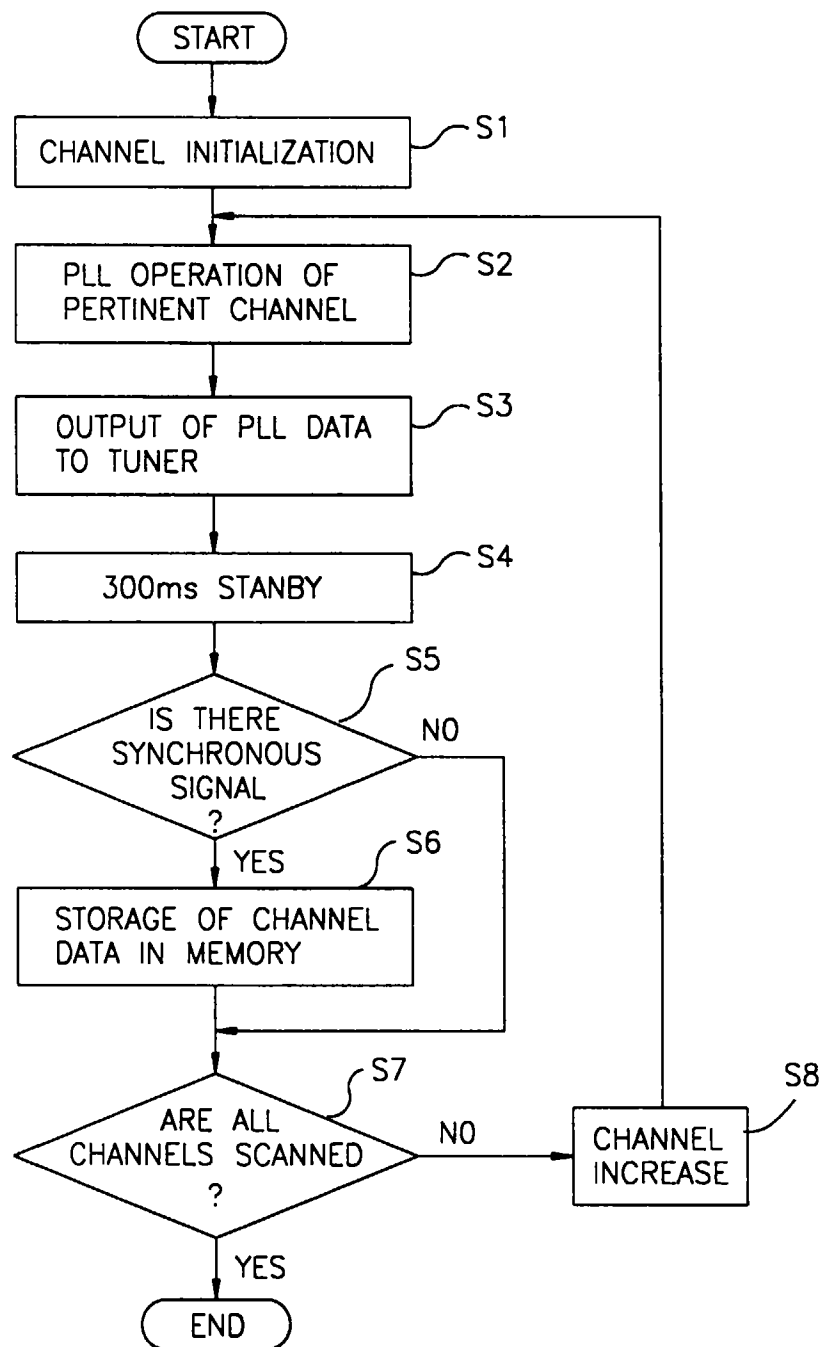 START
CHANNEL INITIALIZATION
S1
PLL OPERATION OF
PERTINENT CHANNEL
S2
OUTPUT OF PLL DATA
TO TUNER
S3
300ms STANBY
S4
IS THERE
SYNCHRONOUS
SIGNAL
?
S5
NO
YES
STORAGE OF CHANNEL
DATA IN MEMORY
S6
ARE ALL
CHANNELS SCANNED
?
S7
NO
CHANNEL
INCREASE
S8
YES
END